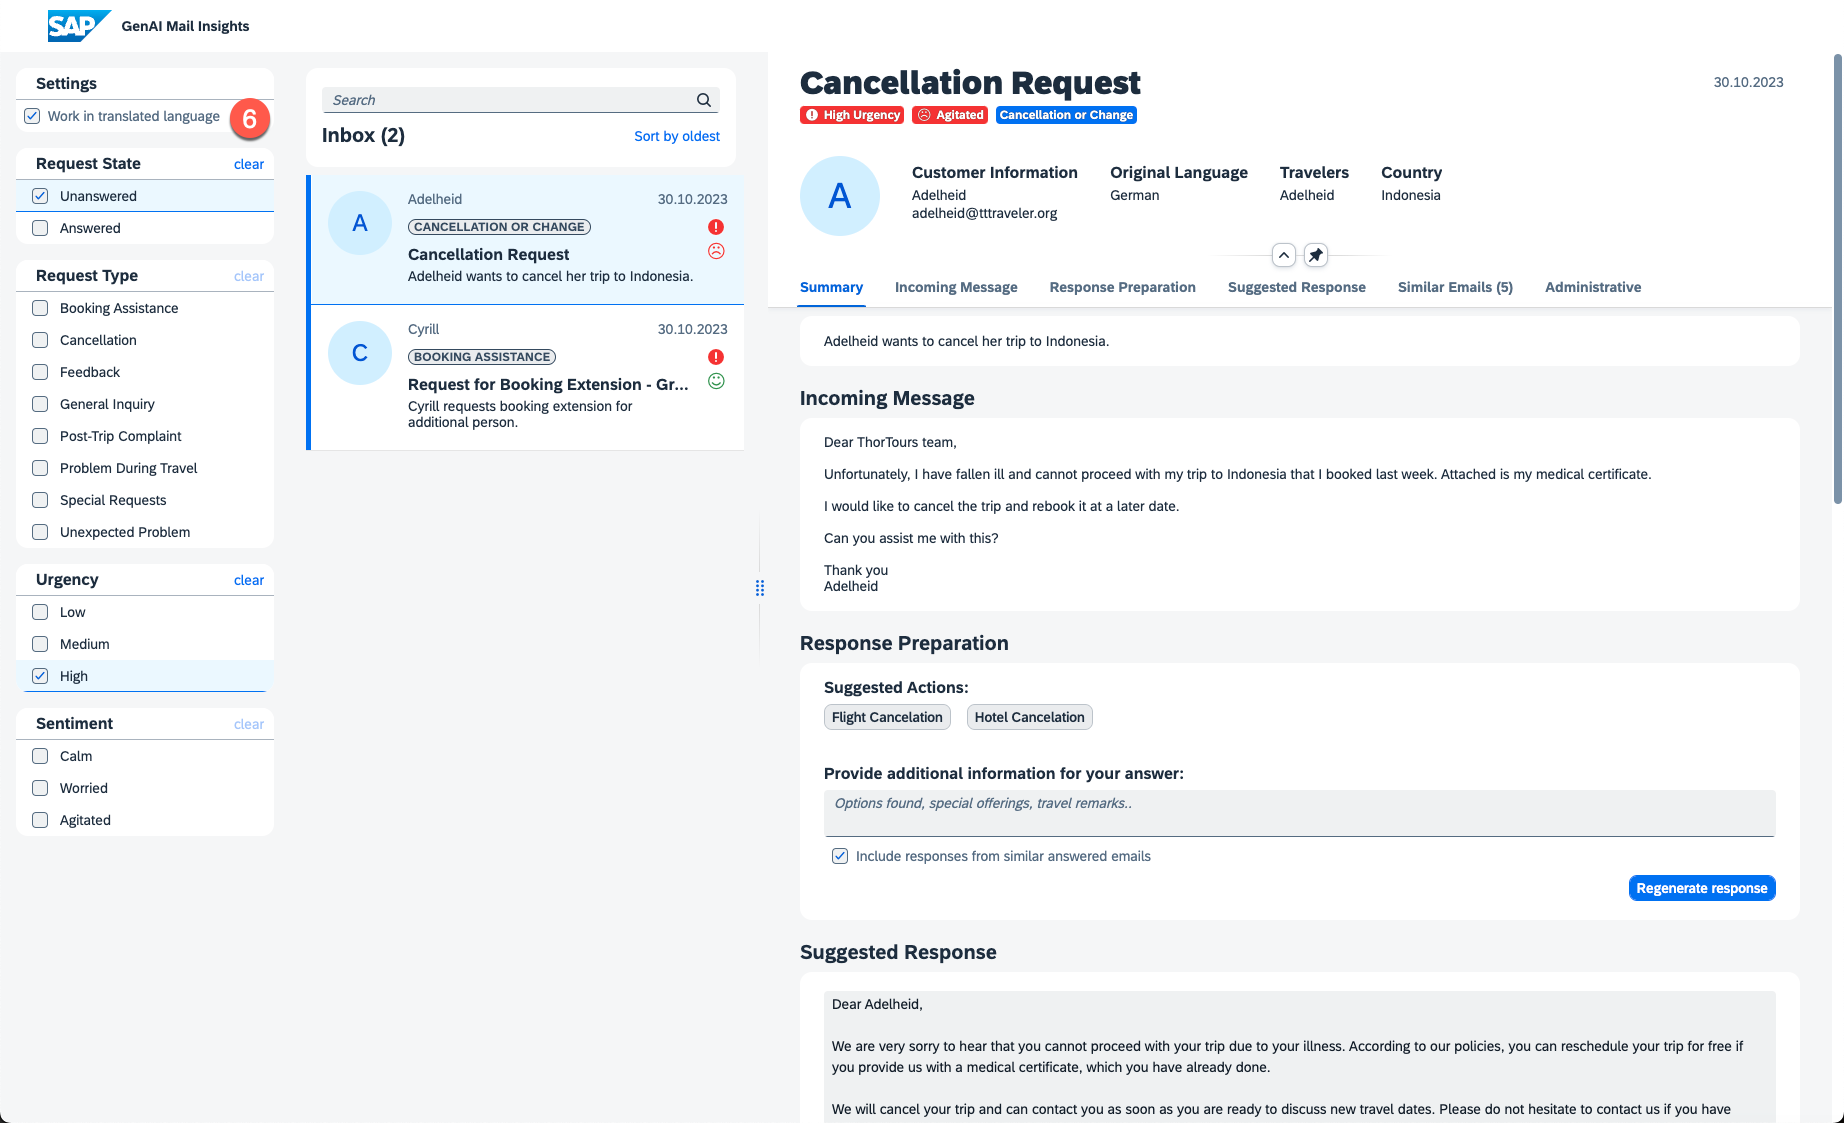 SAP GenAI Mail Insights
Settings
Work in translated language
6
Request State clear
Unanswered
Answered
Request Type clear
Booking Assistance
Cancellation
Feedback
General Inquiry
Post-Trip Complaint
Problem During Travel
Special Requests
Unexpected Problem
Urgency clear
Low
Medium
High
Sentiment clear
Calm
Worried
Agitated
Search
Inbox (2) Sort by oldest
A
Adelheid 30.10.2023
CANCELLATION OR CHANGE
Cancellation Request
Adelheid wants to cancel her trip to Indonesia.
C
Cyrill 30.10.2023
BOOKING ASSISTANCE
Request for Booking Extension - Gr...
Cyrill requests booking extension for
additional person.
Cancellation Request 30.10.2023
High Urgency Agitated Cancellation or Change
A
Customer Information Original Language Travelers Country
Adelheid German Adelheid Indonesia
adelheid@tttraveler.org
Summary Incoming Message Response Preparation Suggested Response Similar Emails (5) Administrative
Adelheid wants to cancel her trip to Indonesia.
Incoming Message
Dear ThorTours team,
Unfortunately, I have fallen ill and cannot proceed with my trip to Indonesia that I booked last week. Attached is my medical certificate.
I would like to cancel the trip and rebook it at a later date.
Can you assist me with this?
Thank you
Adelheid
Response Preparation
Suggested Actions:
Flight Cancelation Hotel Cancelation
Provide additional information for your answer:
Options found, special offerings, travel remarks..
Include responses from similar answered emails
Regenerate response
Suggested Response
Dear Adelheid,
We are very sorry to hear that you cannot proceed with your trip due to your illness. According to our policies, you can reschedule your trip for free if
you provide us with a medical certificate, which you have already done.
We will cancel your trip and can contact you as soon as you are ready to discuss new travel dates. Please do not hesitate to contact us if you have